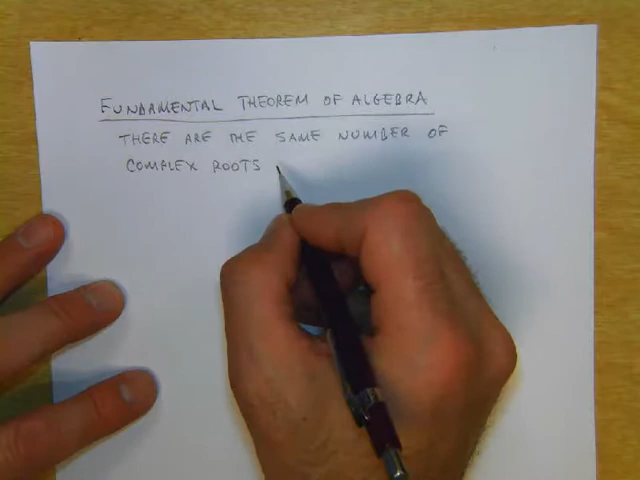 FUNDAMENTAL THEOREM OF ALGEBRA
THERE ARE THE SAME NUMBER OF
COMPLEX ROOTS